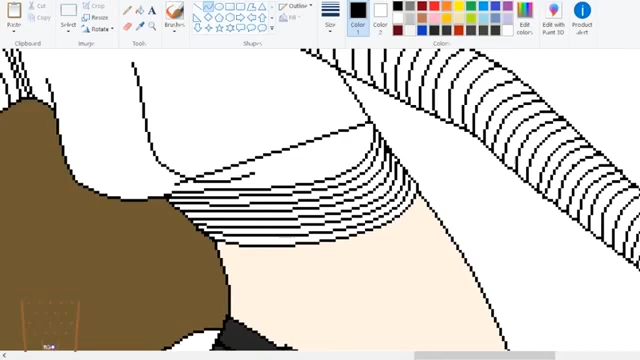 Paste
Cut
Copy
Clipboard
Select
Crop
Resize
Rotate
Image
A
Tools
Brushes
Outline
Fill
Shapes
Size
Color 1
Color 2
Colors
Edit colors
Edit with Paint 3D
Product alert